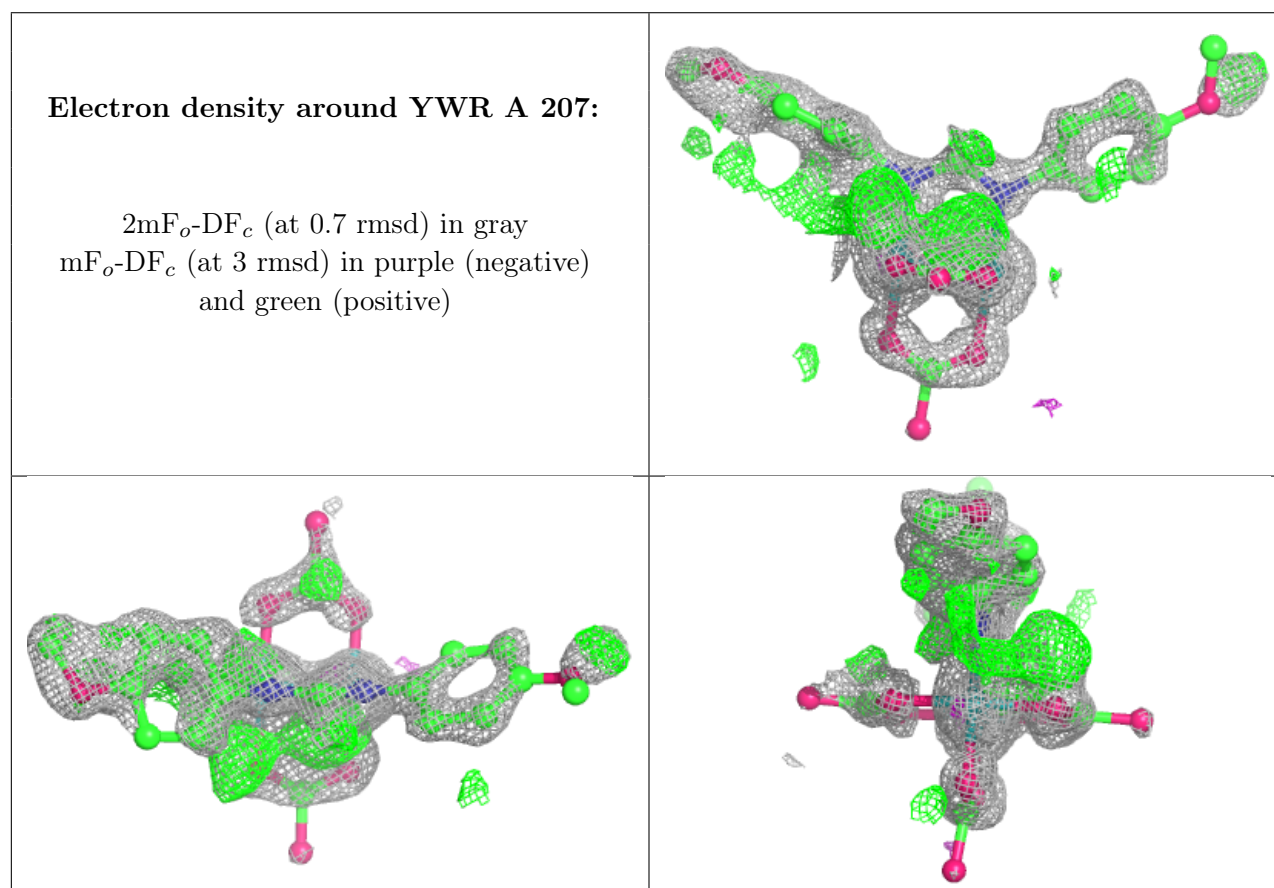 Electron density around YWR A 207:
2mFo-DFc (at 0.7 rmsd) in gray
mFo-DFc (at 3 rmsd) in purple (negative)
and green (positive)